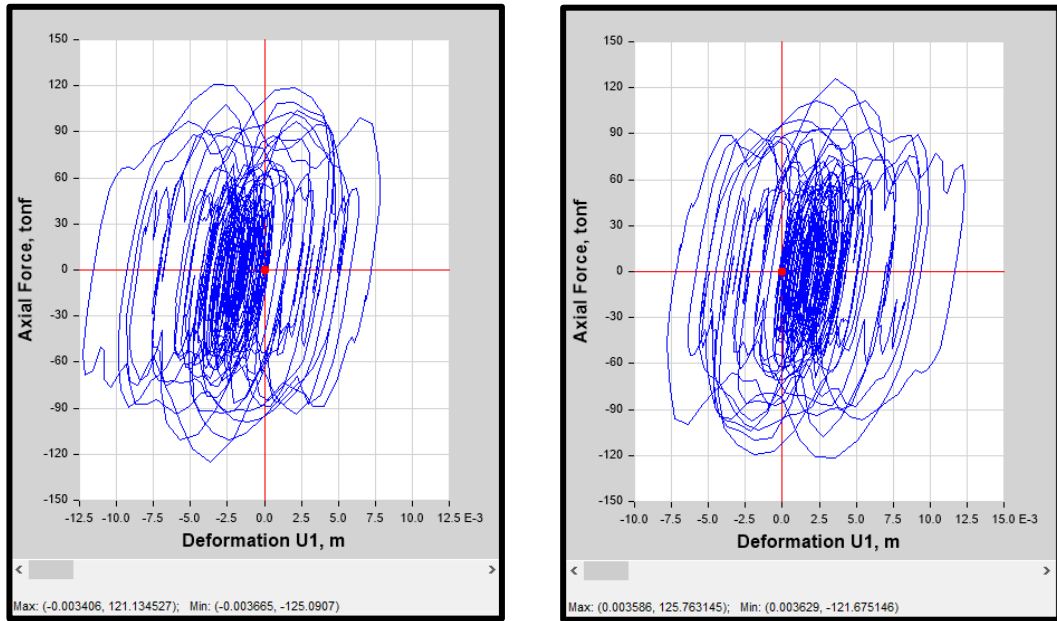 150
120
90
60
30
0
-30
-60
-90
-120
-150
Axial Force, tonf
-12.5 -10.0 -7.5 -5.0 -2.5 0.0 2.5 5.0 7.5 10.0 12.5 E-3
Deformation U1, m
Max: (-0.003406, 121.134527); Min: (-0.003665, -125.0907)
150
120
90
60
30
0
-30
-60
-90
-120
-150
Axial Force, tonf
-10.0 -7.5 -5.0 -2.5 0.0 2.5 5.0 7.5 10.0 12.5 15.0 E-3
Deformation U1, m
Max: (0.003586, 125.763145); Min: (0.003629, -121.675146)